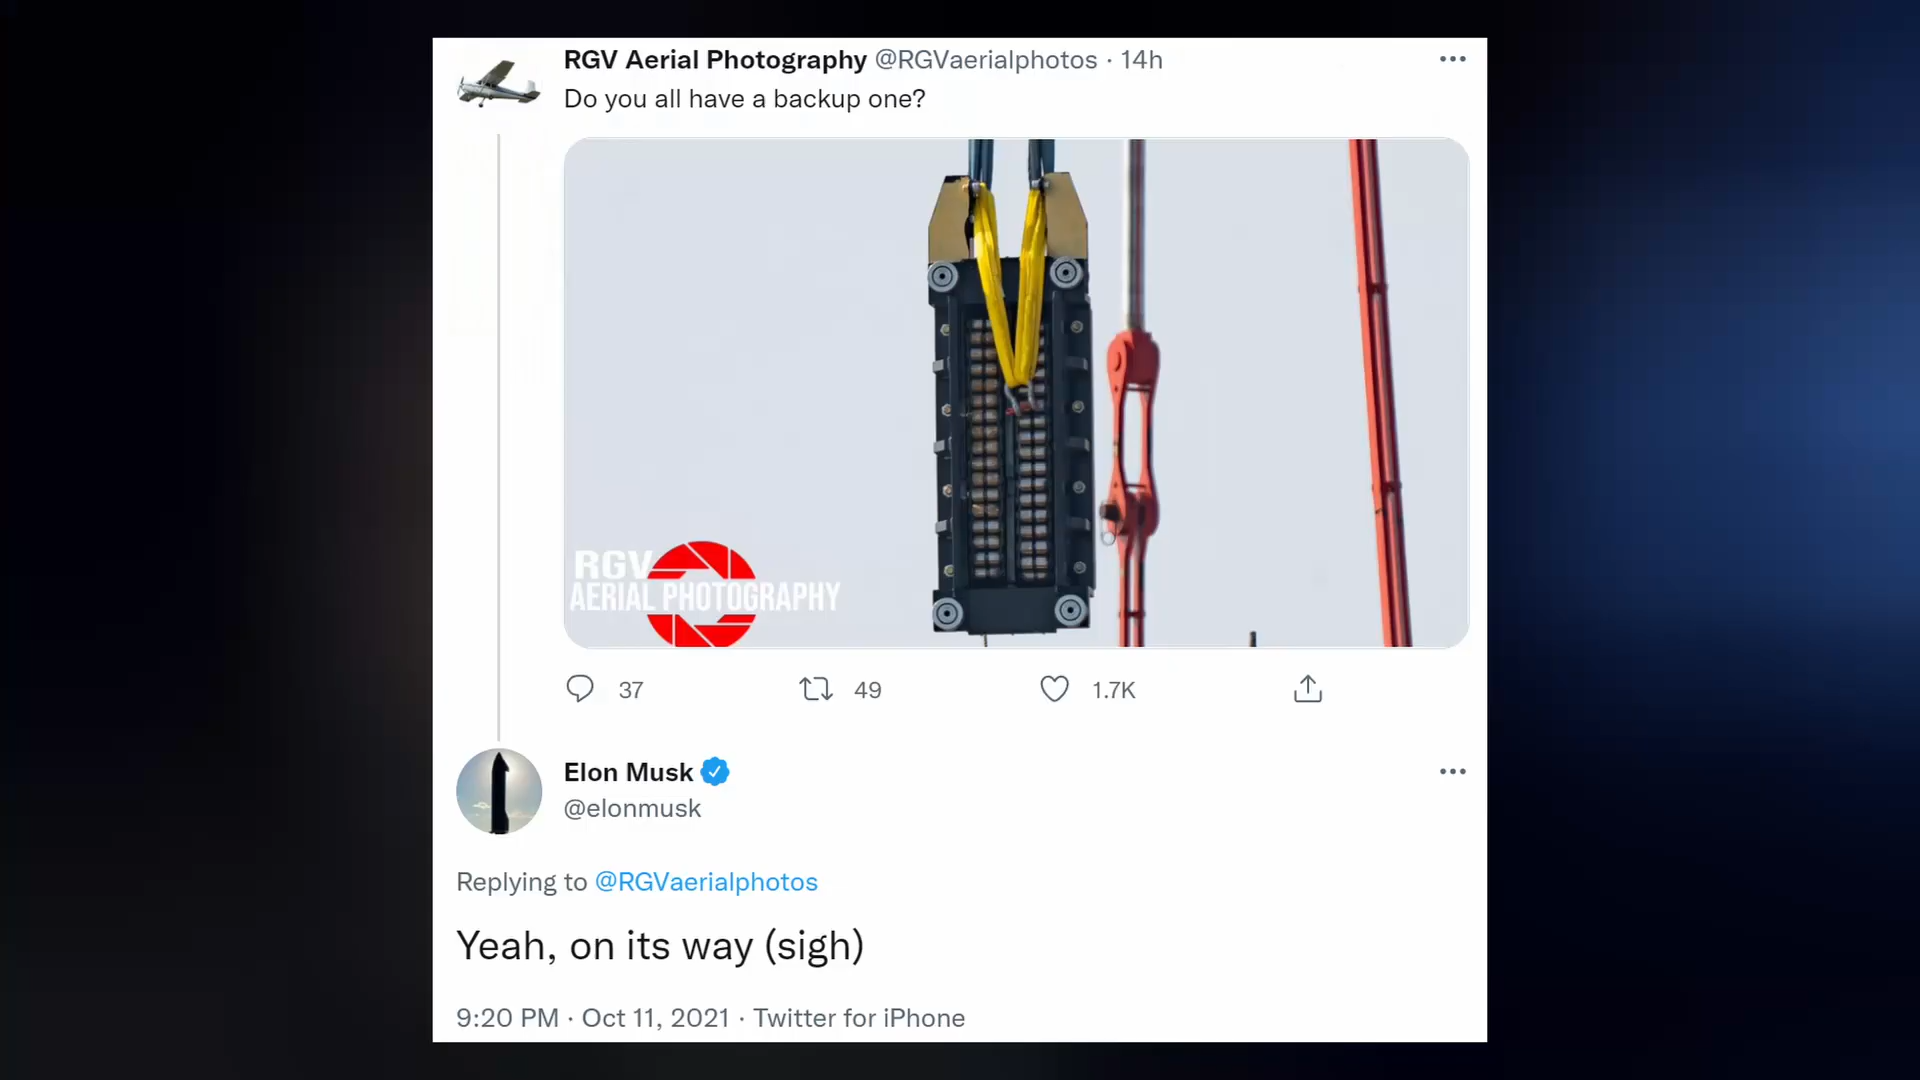 RGV Aerial Photography @RGVaerialphotos · 14h
Do you all have a backup one?
RGV
AERIAL PHOTOGRAPHY
37 49 1.7K
Elon Musk
@elonmusk
Replying to @RGVaerialphotos
Yeah, on its way (sigh)
9:20 PM · Oct 11, 2021 · Twitter for iPhone